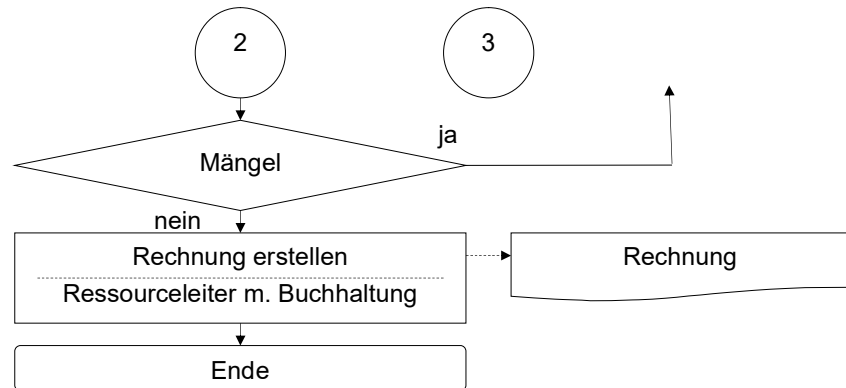 2
3
ja
Mängel
nein
Rechnung erstellen
Rechnung
Ressourceleiter m. Buchhaltung
Ende